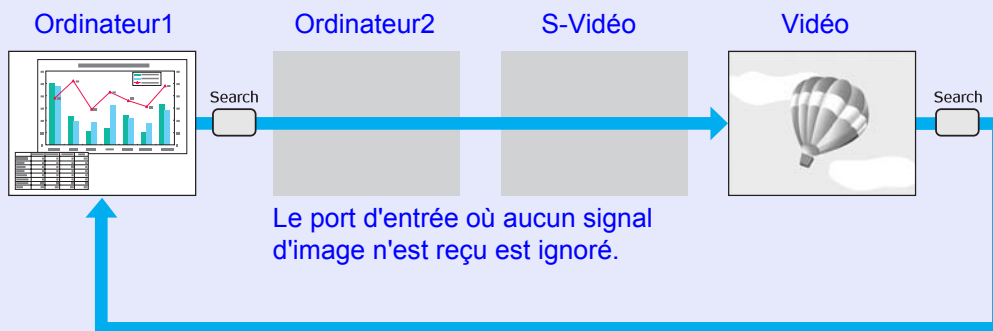 Ordinateur1
Ordinateur2
S-Vidéo
Vidéo
Search
Search
Le port d'entrée où aucun signal
d'image n'est reçu est ignoré.